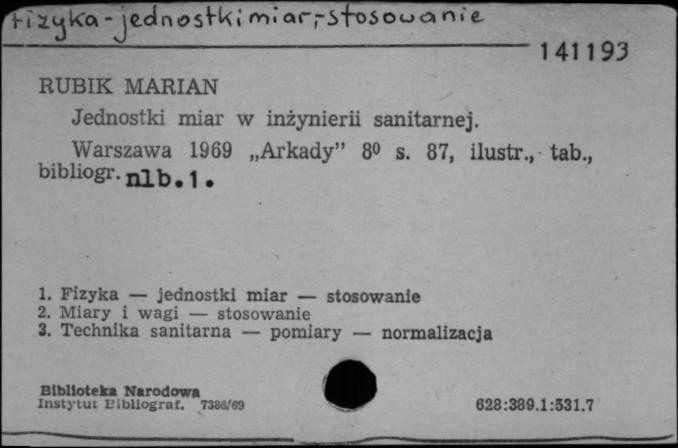 Fizyka - jednostki miar, - stosowanie
141193
RUBIK MARIAN
Jednostki miar w inżynierii sanitarnej.
Warszawa 1969 „Arkady” 8⁰ s. 87, ilustr., tab.,
bibliogr. nlb. 1.
1. Fizyka — jednostki miar — stosowanie
2. Miary i wagi — stosowanie
3. Technika sanitarna — pomiary — normalizacja
Biblioteka Narodowa
Instytut Bibliograf. 7386/69
628:389.1:531.7